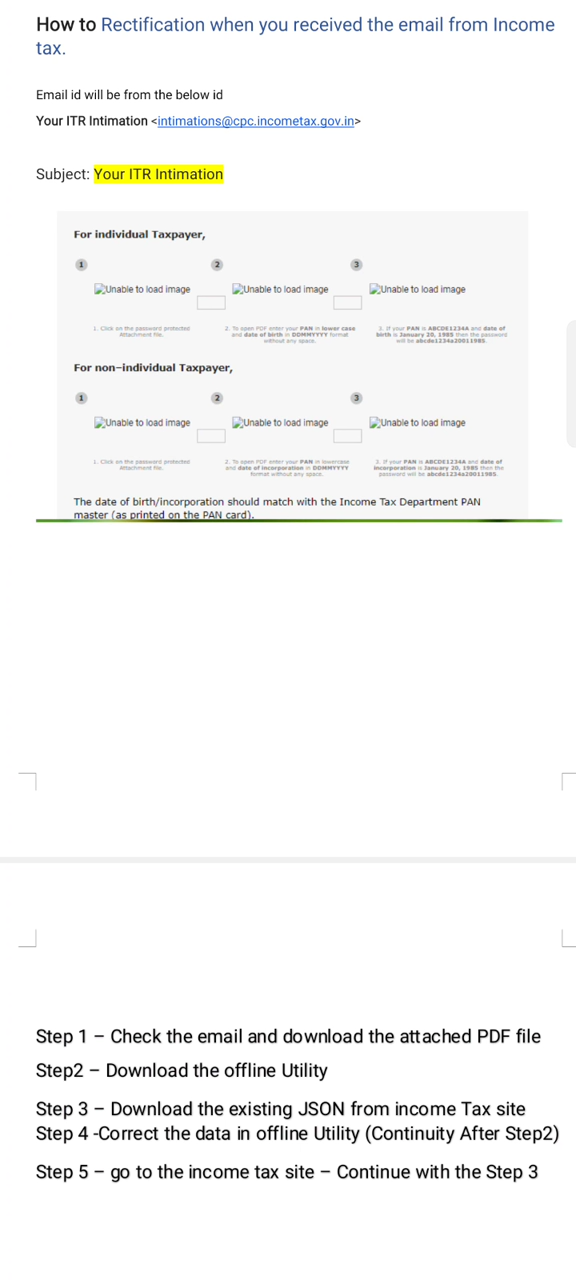 How to Rectification when you received the email from Income
tax.
Email id will be from the below id
Your ITR Intimation <intimations@cpc.incometax.gov.in>
Subject: Your ITR Intimation
For individual Taxpayer,
1 2 3
Unable to load image Unable to load image Unable to load image
1. Click on the password protected 2. To open PDF enter your PAN in lower case 3. If your PAN is ABCDE1234A and date of
Attachment file. and date of birth in DDMMYYYY format birth is January 20, 1985 then the password
without any space. will be abcde1234a20011985.
For non-individual Taxpayer,
1 2 3
Unable to load image Unable to load image Unable to load image
1. Click on the password protected 2. To open PDF enter your PAN in lowercase 3. If your PAN is ABCDE1234A and date of
Attachment file. and date of incorporation in DDMMYYYY incorporation is January 20, 1985 then the
format without any space. password will be abcde1234a20011985.
The date of birth/incorporation should match with the Income Tax Department PAN
master (as printed on the PAN card).
Step 1 – Check the email and download the attached PDF file
Step2 – Download the offline Utility
Step 3 – Download the existing JSON from income Tax site
Step 4 -Correct the data in offline Utility (Continuity After Step2)
Step 5 – go to the income tax site – Continue with the Step 3